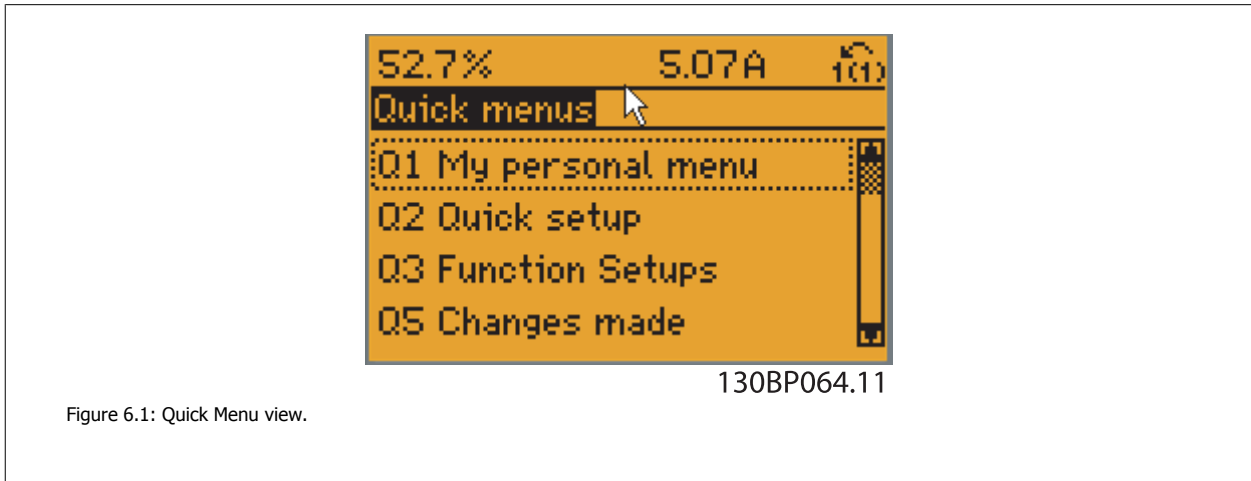 52.7% 5.07A 1(1)
Quick menus
Q1 My personal menu
Q2 Quick setup
Q3 Function Setups
Q5 Changes made
130BP064.11
Figure 6.1: Quick Menu view.